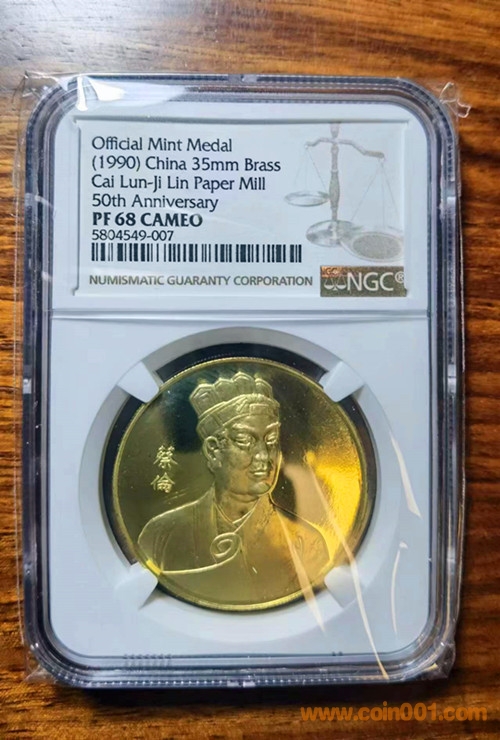 Official Mint Medal
(1990) China 35mm Brass
Cai Lun-Ji Lin Paper Mill
50th Anniversary
PF 68 CAMEO
5804549-007
NUMISMATIC GUARANTY CORPORATION
NGC®
蔡
倫
www.coin001.com